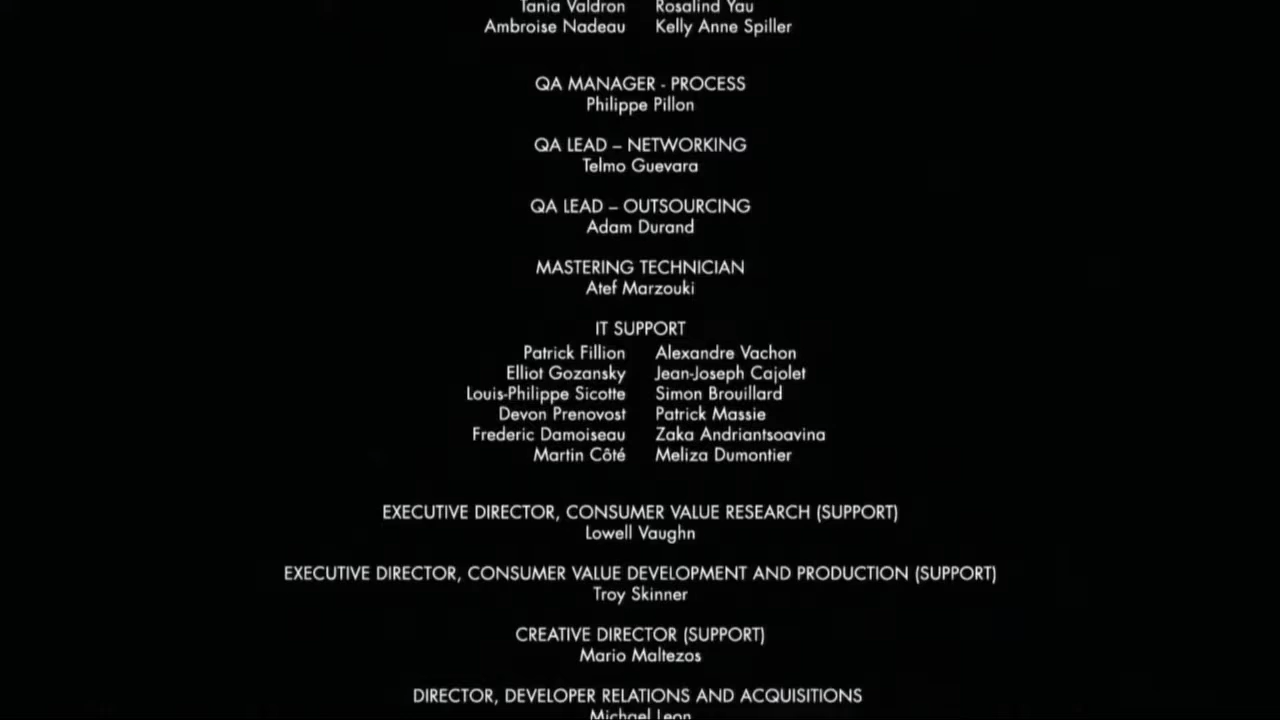 Tania Valdron Rosalind Yau
Ambroise Nadeau Kelly Anne Spiller
QA MANAGER - PROCESS
Philippe Pillon
QA LEAD – NETWORKING
Telmo Guevara
QA LEAD – OUTSOURCING
Adam Durand
MASTERING TECHNICIAN
Atef Marzouki
IT SUPPORT
Patrick Fillion Alexandre Vachon
Elliot Gozansky Jean-Joseph Cajolet
Louis-Philippe Sicotte Simon Brouillard
Devon Prenovost Patrick Massie
Frederic Damoiseau Zaka Andriantsoavina
Martin Côté Meliza Dumontier
EXECUTIVE DIRECTOR, CONSUMER VALUE RESEARCH (SUPPORT)
Lowell Vaughn
EXECUTIVE DIRECTOR, CONSUMER VALUE DEVELOPMENT AND PRODUCTION (SUPPORT)
Troy Skinner
CREATIVE DIRECTOR (SUPPORT)
Mario Maltezos
DIRECTOR, DEVELOPER RELATIONS AND ACQUISITIONS
Michael Leon